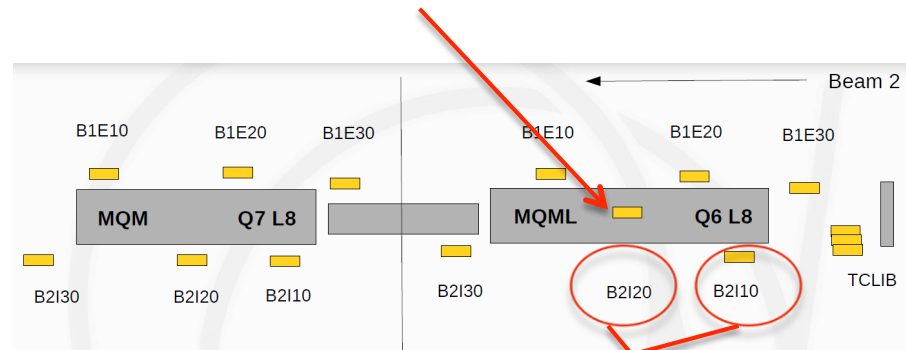 Beam 2
B1E10
B1E20
B1E30
B1E10
B1E20
B1E30
MQM
Q7 L8
MQML
Q6 L8
TCLIB
B2I30
B2I20
B2I10
B2I30
B2I20
B2I10